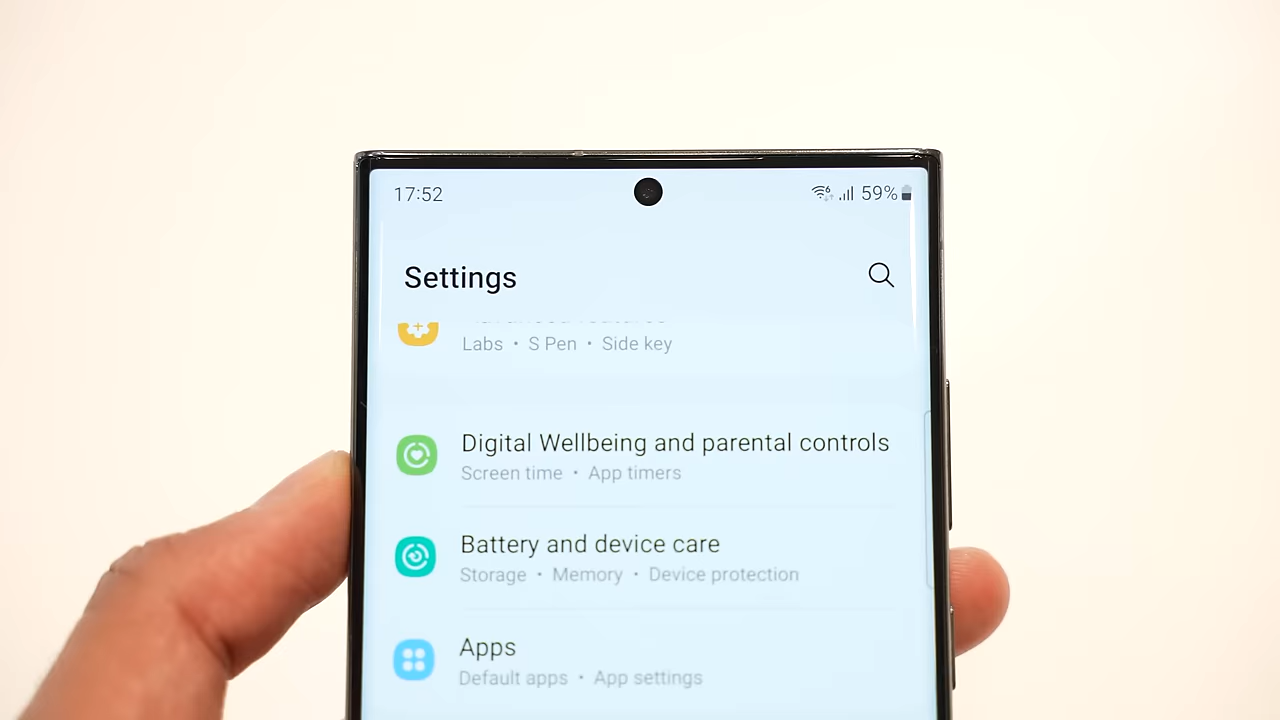 17:52 59%
Settings
Labs • S Pen • Side key
Digital Wellbeing and parental controls
Screen time • App timers
Battery and device care
Storage • Memory • Device protection
Apps
Default apps • App settings